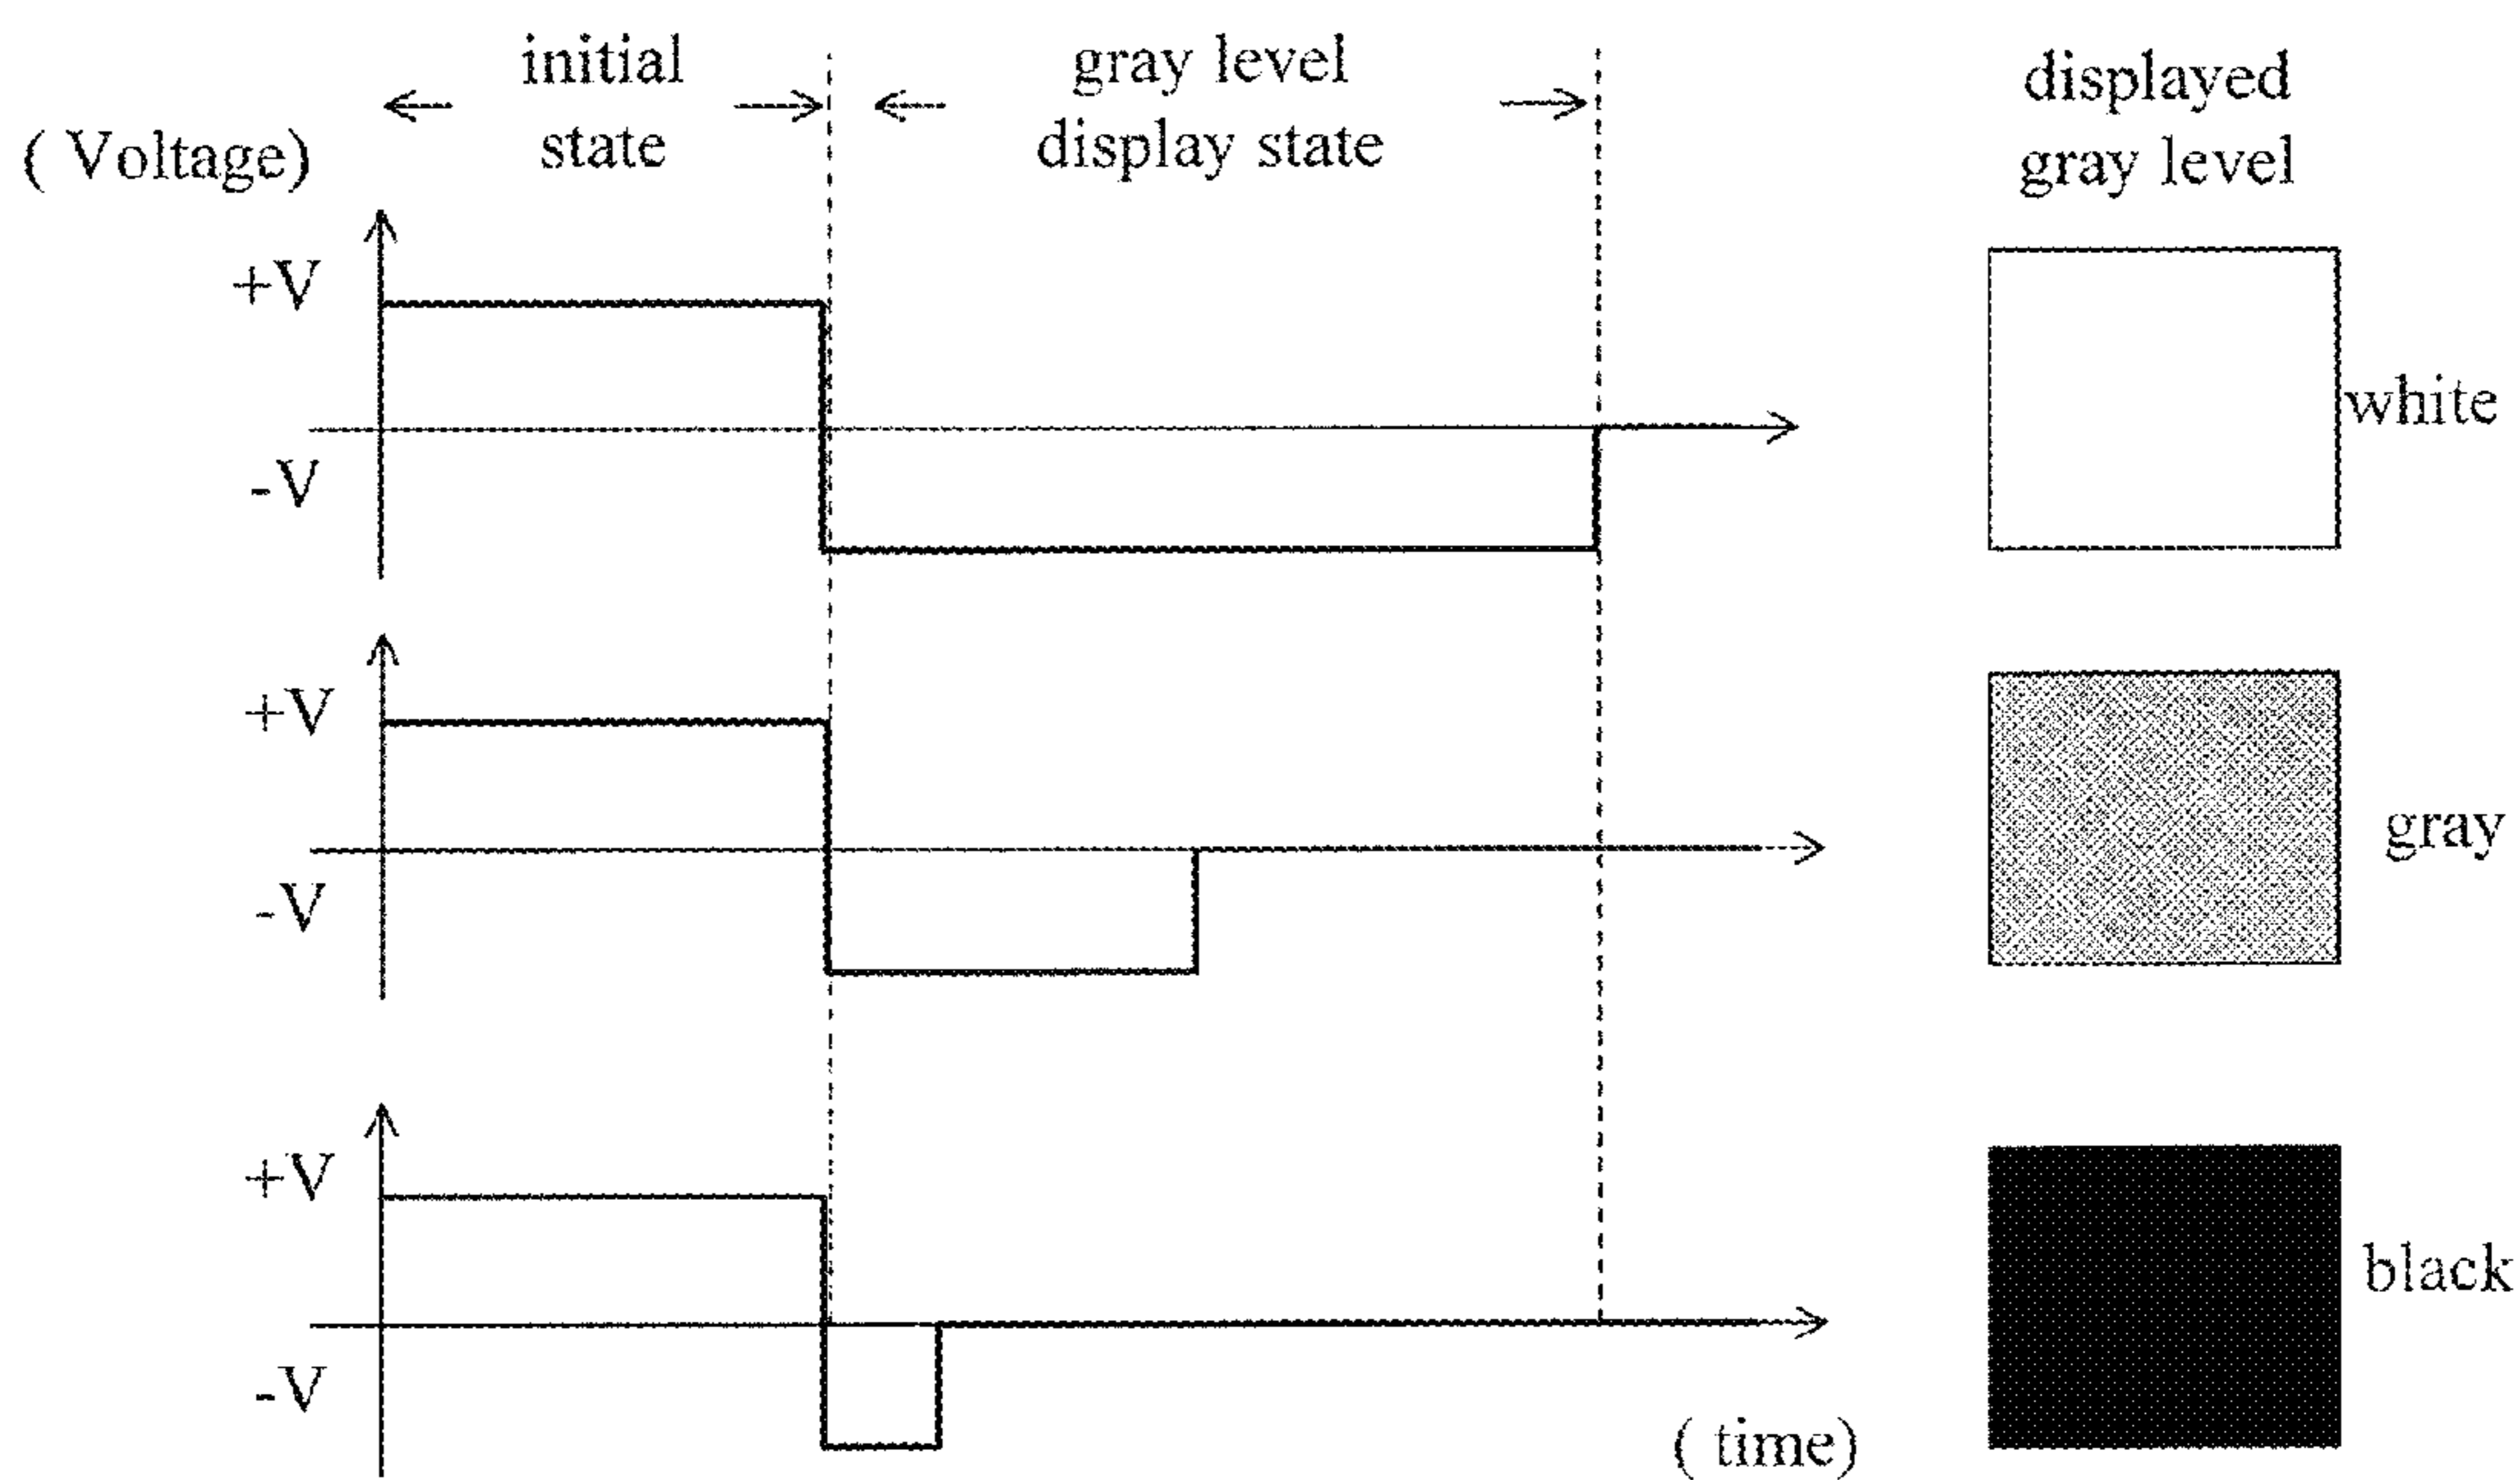 initial
state
gray level
display state
displayed
gray level
( Voltage)
+V
-V
white
+V
-V
gray
+V
-V
black
( time)